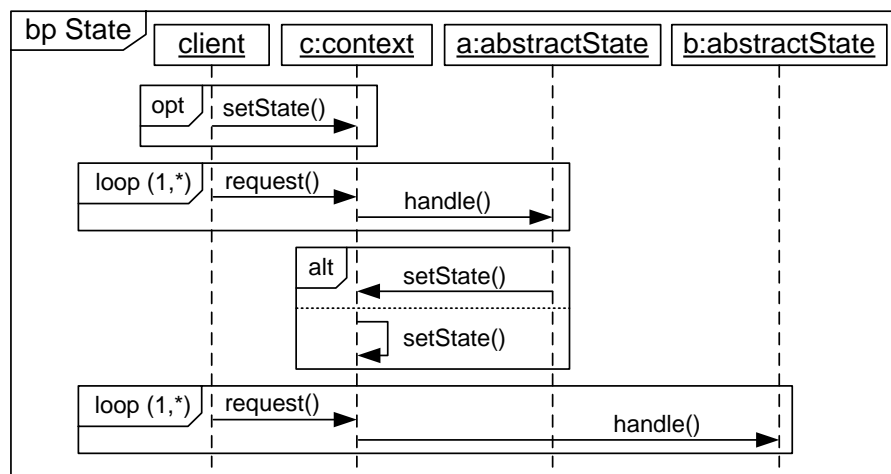 bp State
client
c:context
a:abstractState
b:abstractState
opt
setState()
loop (1,*)
request()
handle()
alt
setState()
setState()
loop (1,*)
request()
handle()